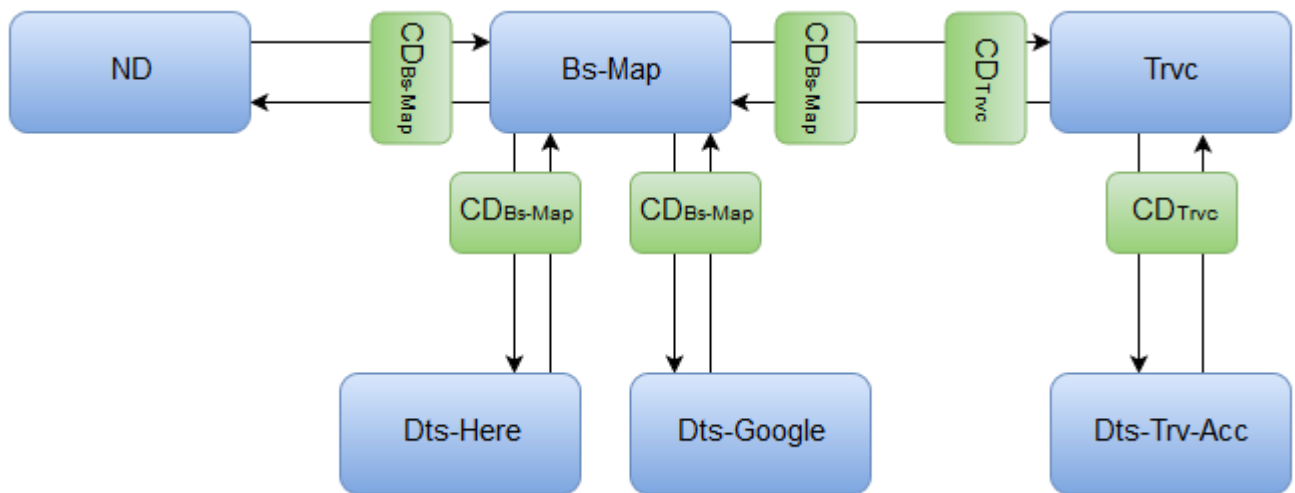 ND
CDBs-Map
Bs-Map
CDBs-Map
CDTrvc
Trvc
CDBs-Map
CDBs-Map
CDTrvc
Dts-Here
Dts-Google
Dts-Trv-Acc